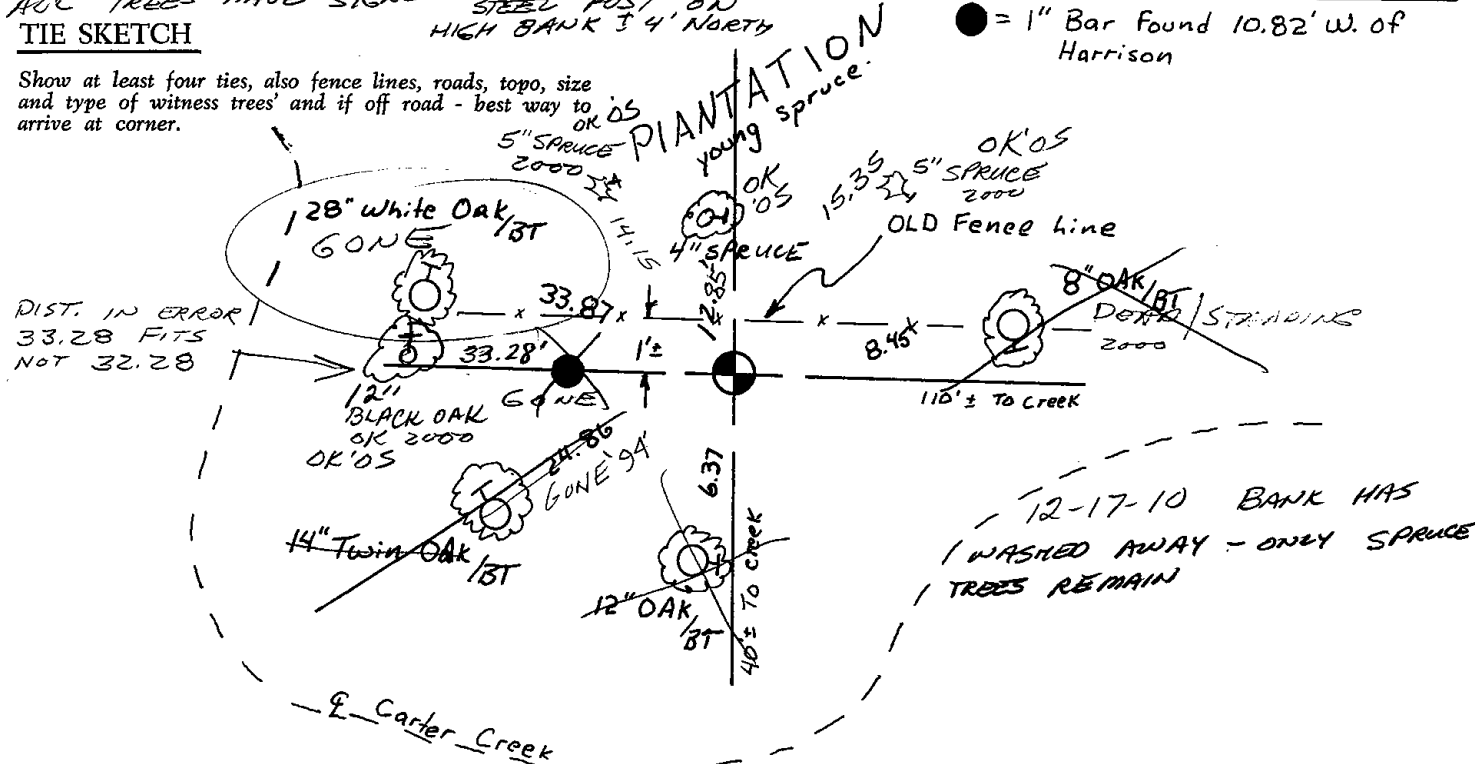 ALL TREES HAVE SIGNS
STEEL POST ON
HIGH BANK ± 4' NORTH
TIE SKETCH
= 1" Bar Found 10.82' W. of
Harrison
Show at least four ties, also fence lines, roads, topo, size
and type of witness trees' and if off road - best way to
arrive at corner.
PLANTATION
young spruce.
OK '05
5" SPRUCE
2000
14.15
OK
'05
4" SPRUCE
12.85'
OK'05
15.35
5" SPRUCE
2000
OLD Fence Line
28" White Oak/BT
GONE
33.87
8" OAK/BT
DEAD/STANDING
2000
DIST. IN ERROR
33.28 FITS
NOT 32.28
33.28'
1'±
8.45
12"
BLACK OAK
OK 2000
OK'05
GONE
110'± To Creek
24.86
GONE '94'
14" Twin Oak/BT
6.37
12" OAK/BT
40'± To Creek
12-17-10 BANK HAS
WASHED AWAY - ONLY SPRUCE
TREES REMAIN
℄ Carter Creek